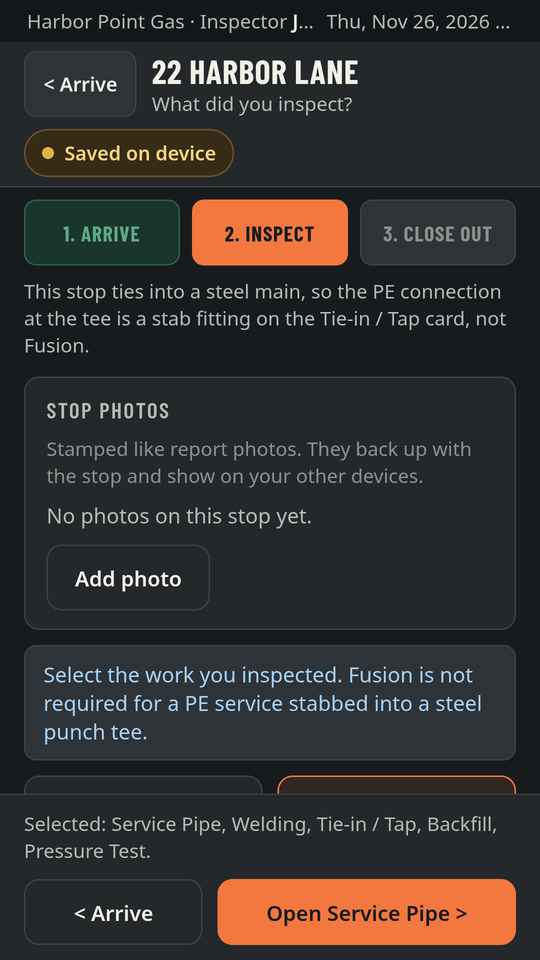 Harbor Point Gas · Inspector J... Thu, Nov 26, 2026 ...
< Arrive
22 HARBOR LANE
What did you inspect?
Saved on device
1. ARRIVE
2. INSPECT
3. CLOSE OUT
This stop ties into a steel main, so the PE connection
at the tee is a stab fitting on the Tie-in / Tap card, not
Fusion.
STOP PHOTOS
Stamped like report photos. They back up with
the stop and show on your other devices.
No photos on this stop yet.
Add photo
Select the work you inspected. Fusion is not
required for a PE service stabbed into a steel
punch tee.
Selected: Service Pipe, Welding, Tie-in / Tap, Backfill,
Pressure Test.
< Arrive
Open Service Pipe >